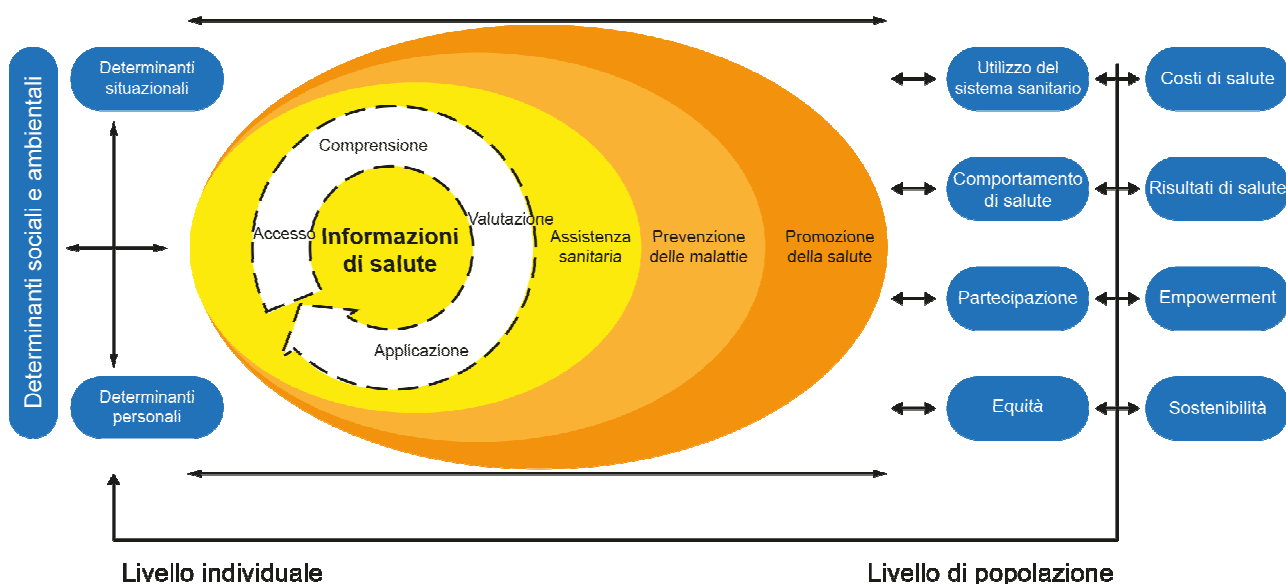 Determinanti sociali e ambientali
Determinanti
situazionali
Determinanti
personali
Comprensione
Accesso
Valutazione
Applicazione
Informazioni
di salute
Assistenza
sanitaria
Prevenzione
delle malattie
Promozione
della salute
Utilizzo del
sistema sanitario
Costi di salute
Comportamento
di salute
Risultati di salute
Partecipazione
Empowerment
Equità
Sostenibilità
Livello individuale
Livello di popolazione